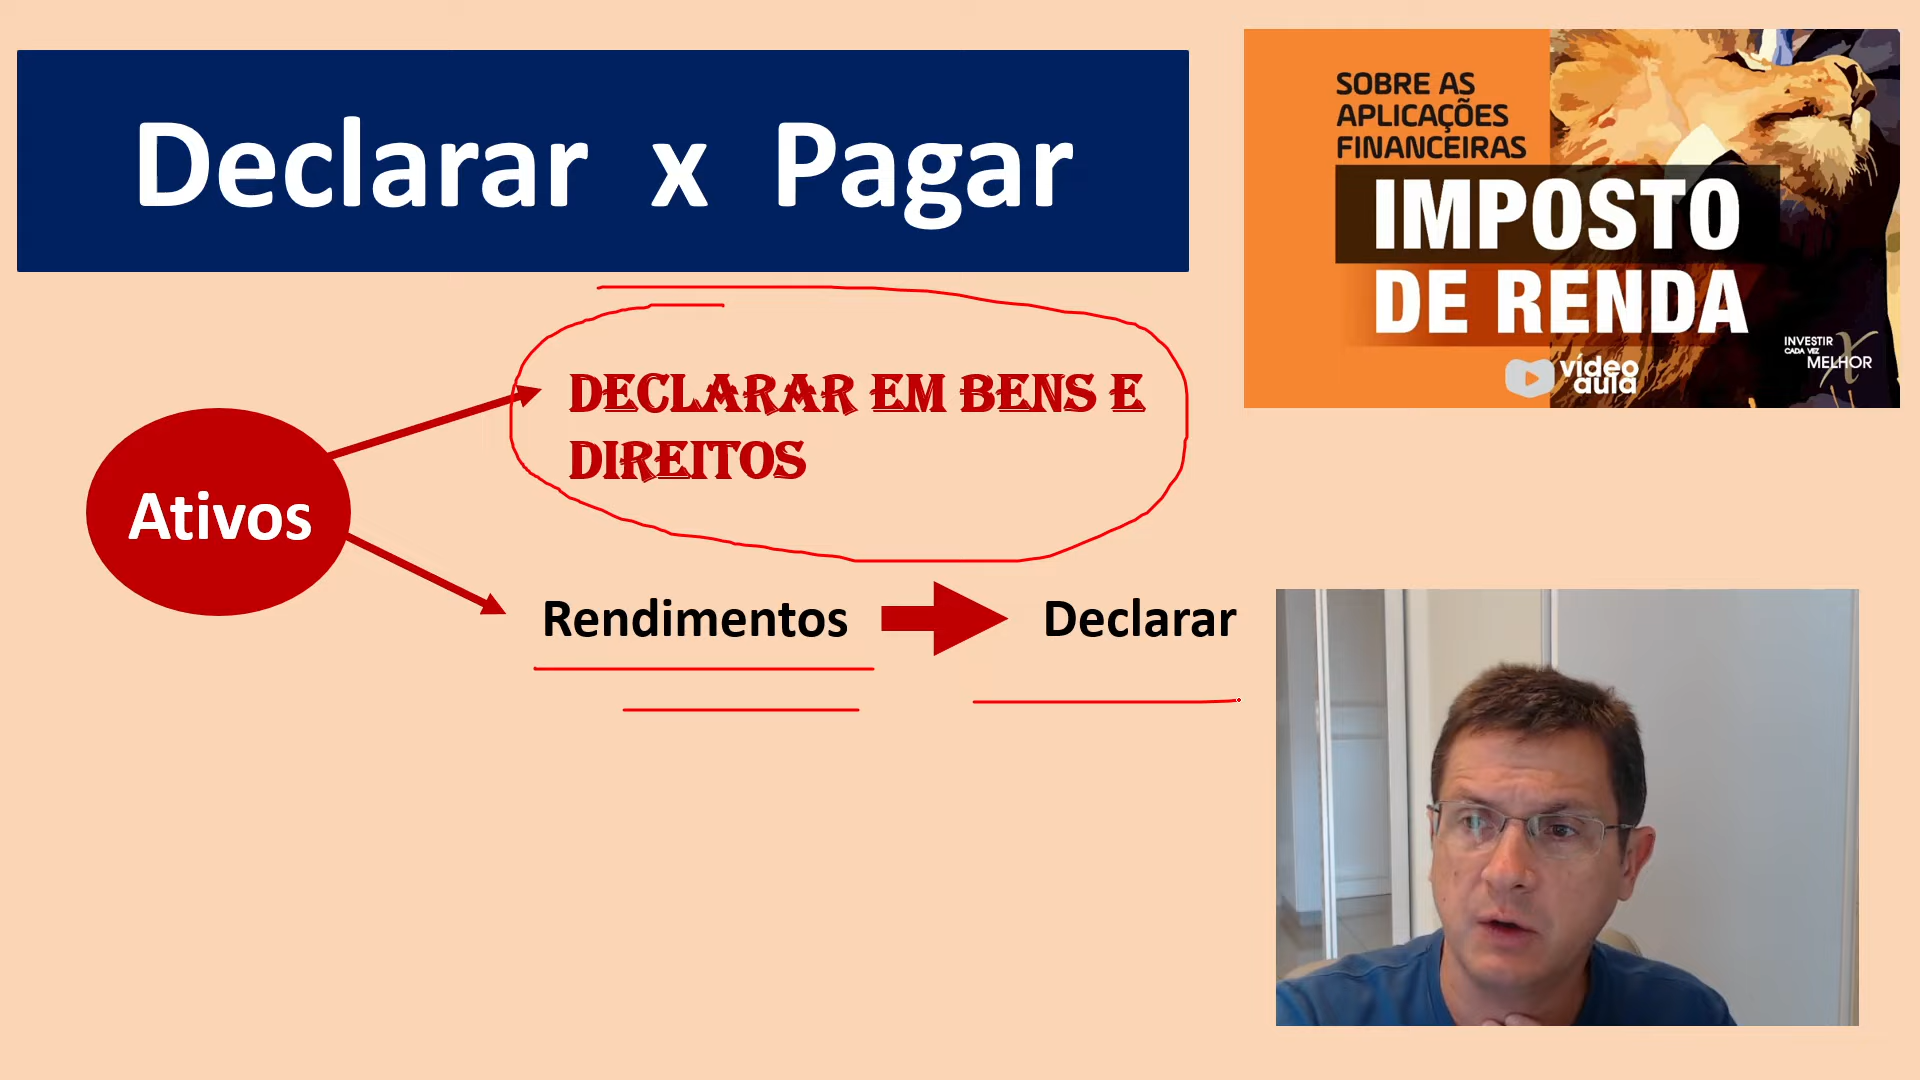 Declarar x Pagar
SOBRE AS
APLICAÇÕES
FINANCEIRAS
IMPOSTO
DE RENDA
INVESTIR
CADA VEZ
MELHOR
vídeo
aula
DECLARAR EM BENS E
DIREITOS
Ativos
Rendimentos
Declarar